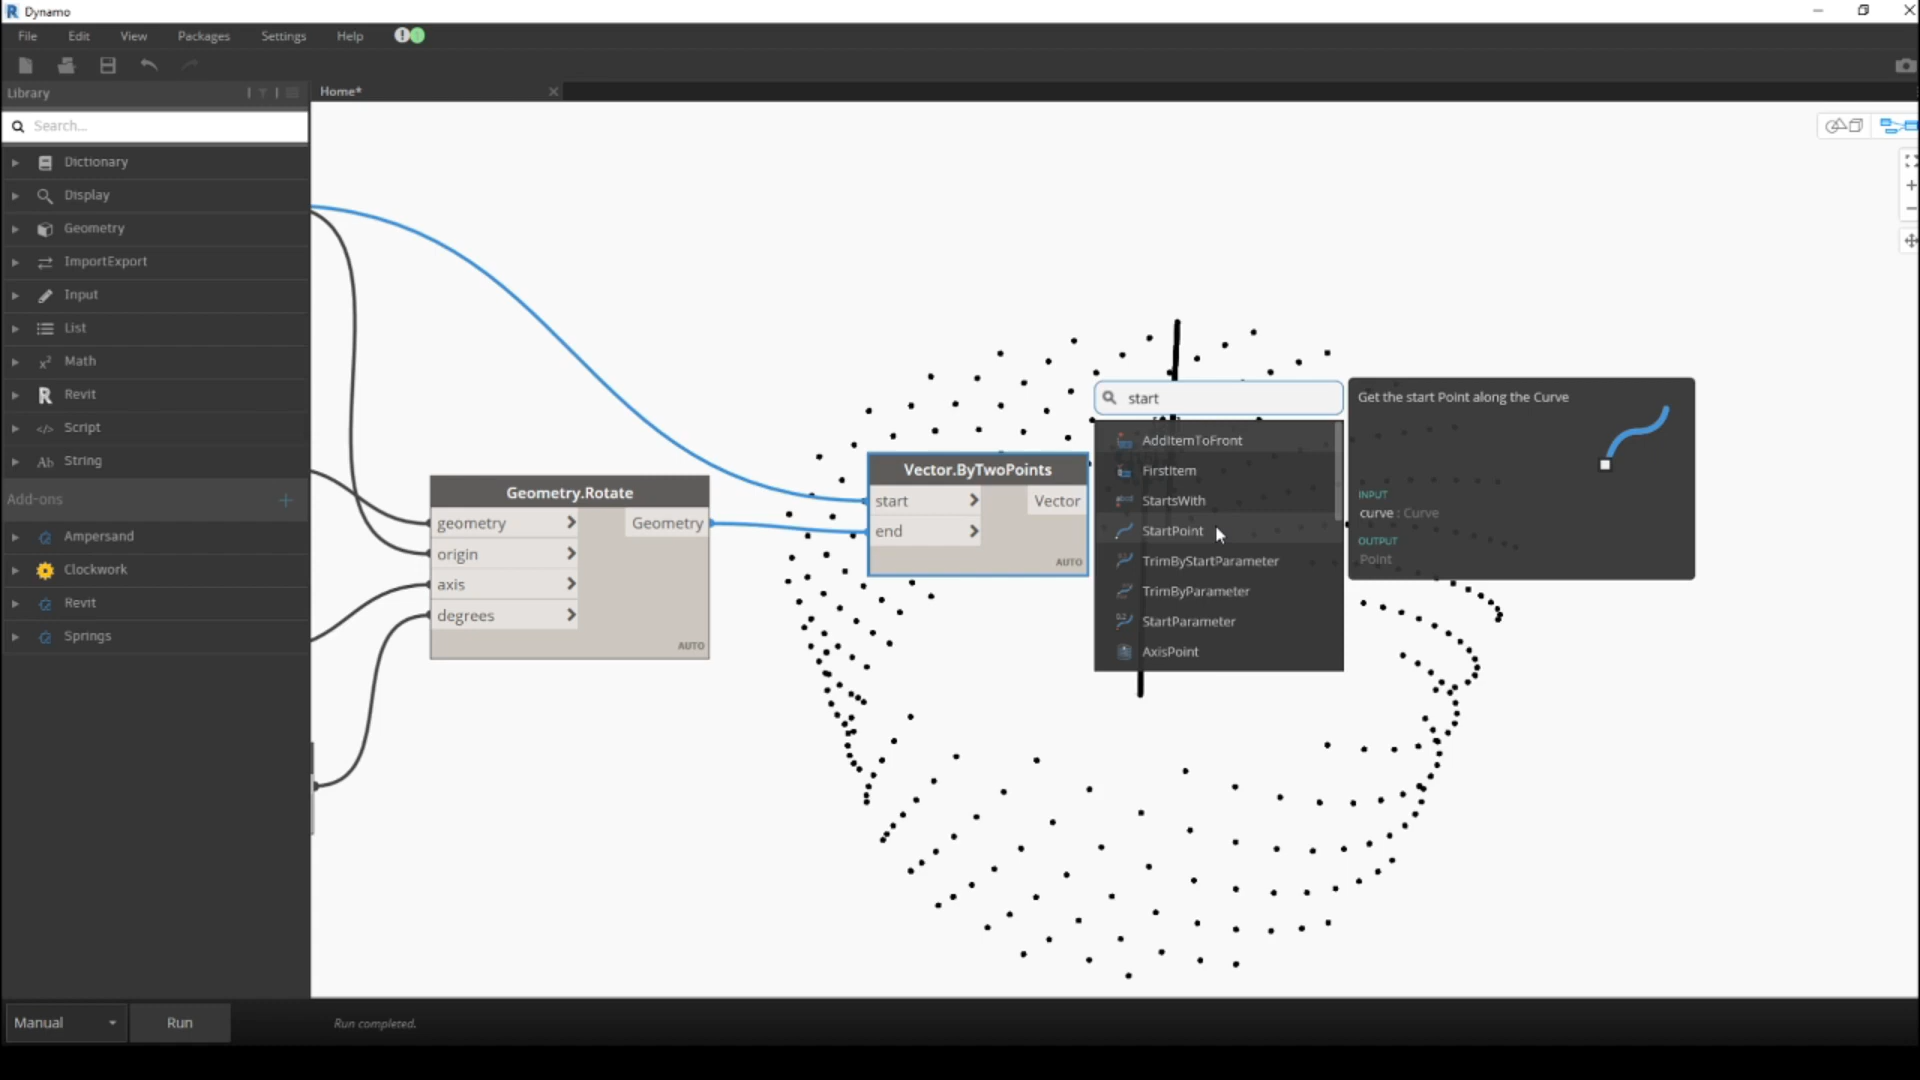 Dynamo
File Edit View Packages Settings Help
Library
Home*
Search...
Dictionary
Display
Geometry
ImportExport
Input
List
Math
Revit
Script
String
Add-ons
Ampersand
Clockwork
Revit
Springs
Geometry.Rotate
geometry Geometry
origin
axis
degrees
AUTO
Vector.ByTwoPoints
start Vector
end
AUTO
start
AddItemToFront
FirstItem
StartsWith
StartPoint
TrimByStartParameter
TrimByParameter
StartParameter
AxisPoint
Get the start Point along the Curve
INPUT
curve : Curve
OUTPUT
Point
Manual Run Run completed.